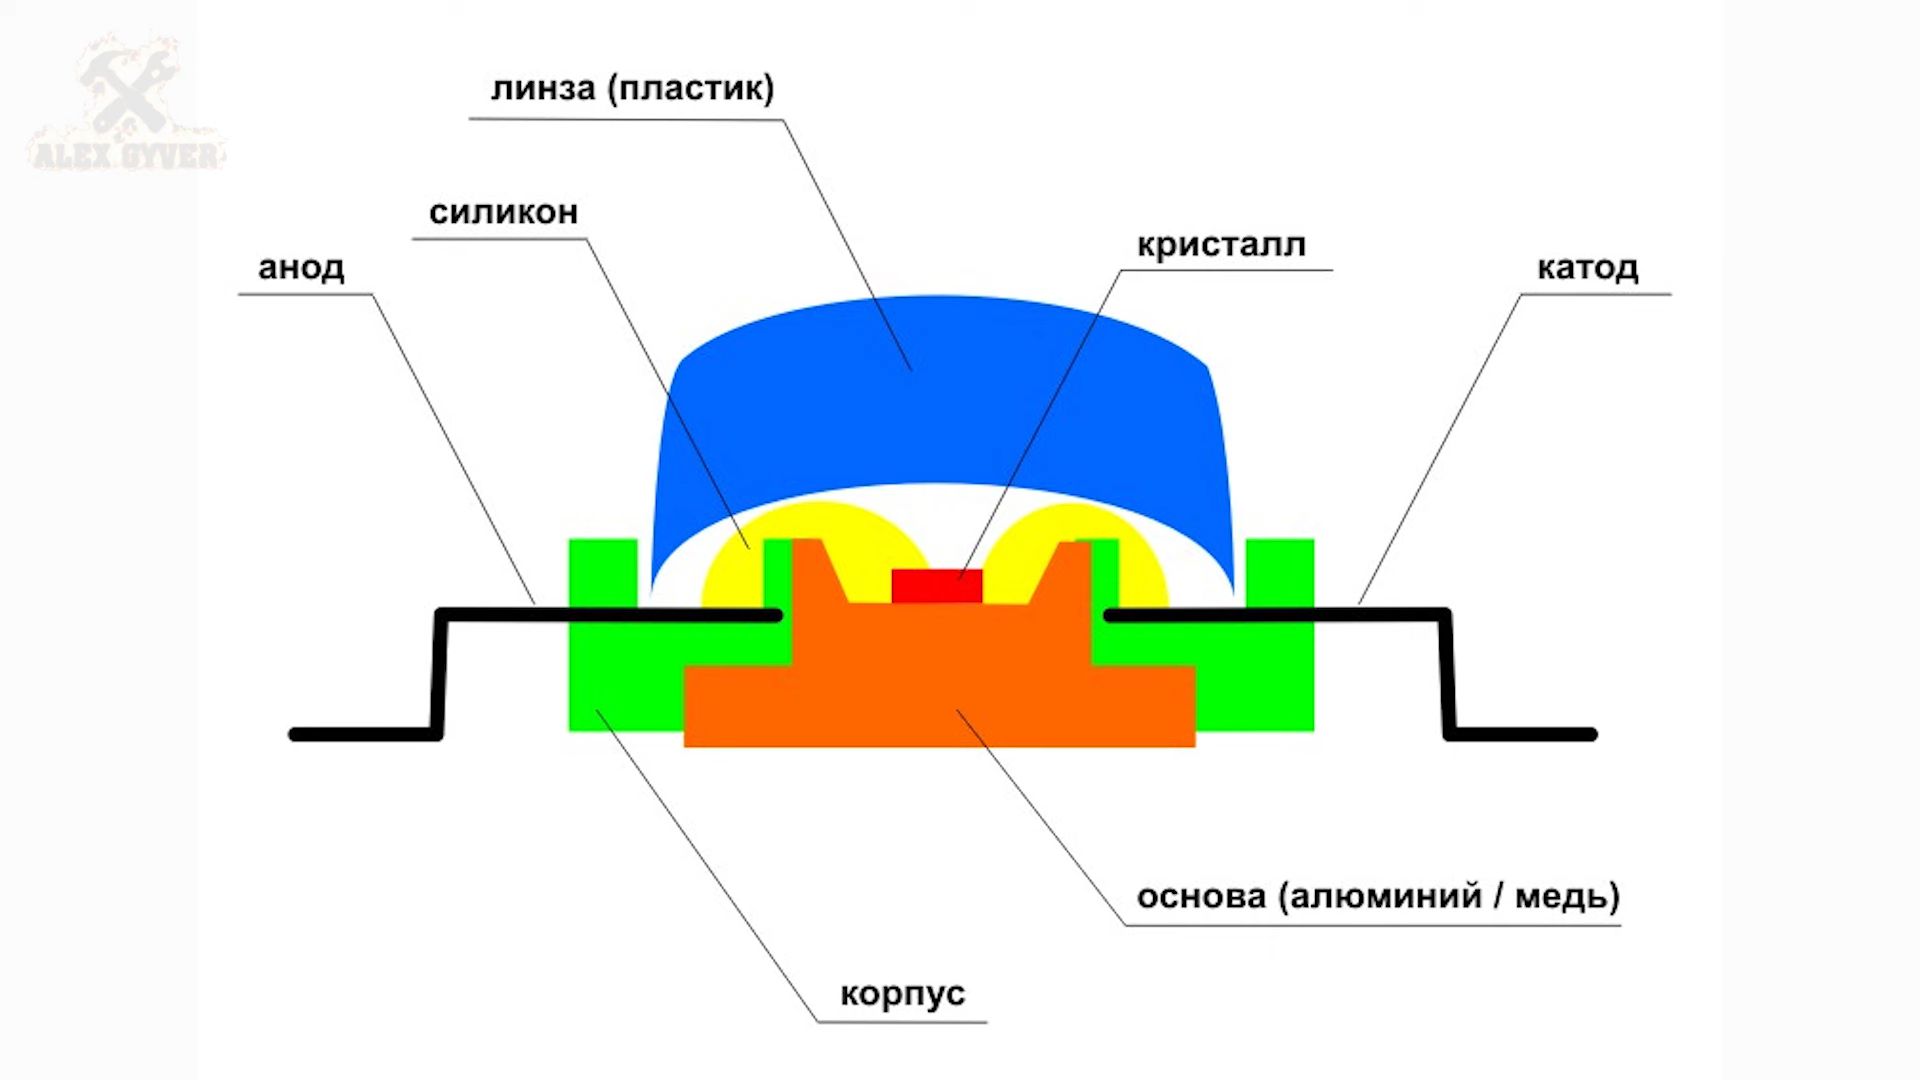 ALEX GYVER
линза (пластик)
силикон
кристалл
анод
катод
основа (алюминий / медь)
корпус